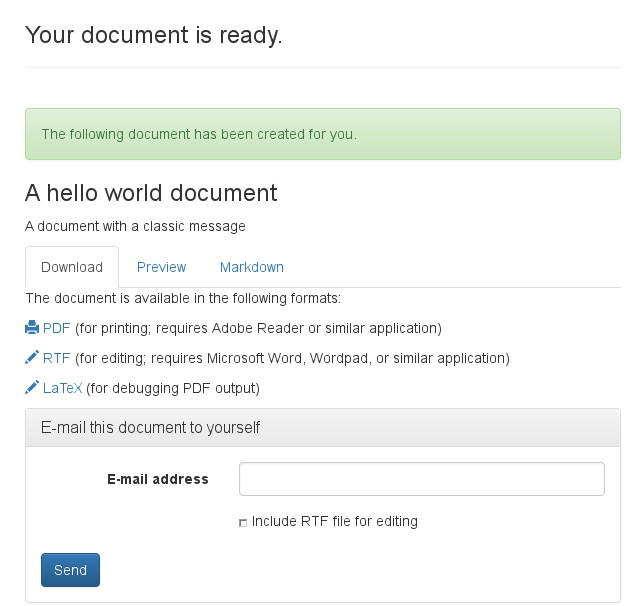 Your document is ready.
The following document has been created for you.
A hello world document
A document with a classic message
Download Preview Markdown
The document is available in the following formats:
PDF (for printing; requires Adobe Reader or similar application)
RTF (for editing; requires Microsoft Word, Wordpad, or similar application)
LaTeX (for debugging PDF output)
E-mail this document to yourself
E-mail address
Include RTF file for editing
Send